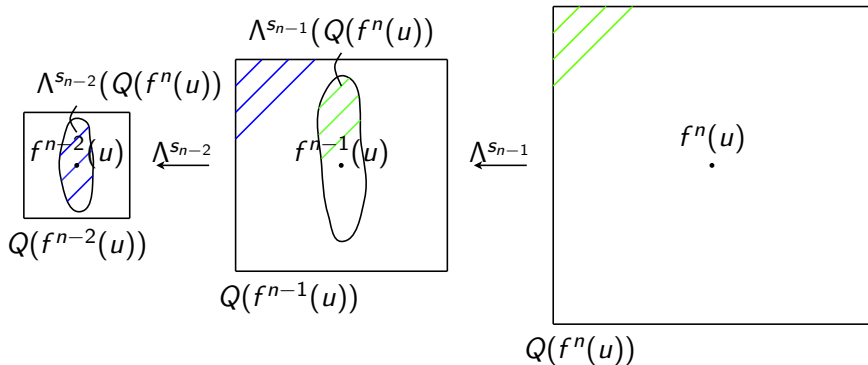 Λ^{s_{n−2}}(Q(f^n(u))
f^{n−2}(u)
Q(f^{n−2}(u))
Λ^{s_{n−2}}
Λ^{s_{n−1}}(Q(f^n(u))
f^{n−1}(u)
Q(f^{n−1}(u))
Λ^{s_{n−1}}
f^n(u)
Q(f^n(u))